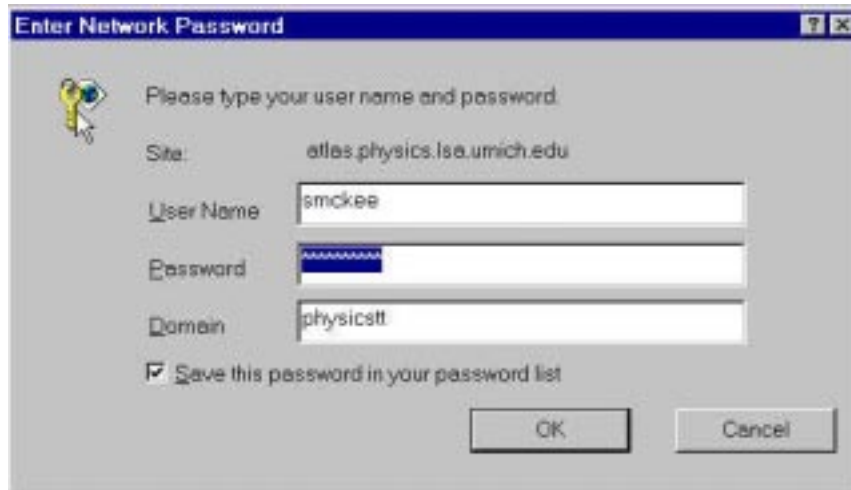 Enter Network Password
Please type your user name and password.
Site: atlas.physics.lsa.umich.edu
User Name smckee
Password **********
Domain physicstt
Save this password in your password list
OK Cancel